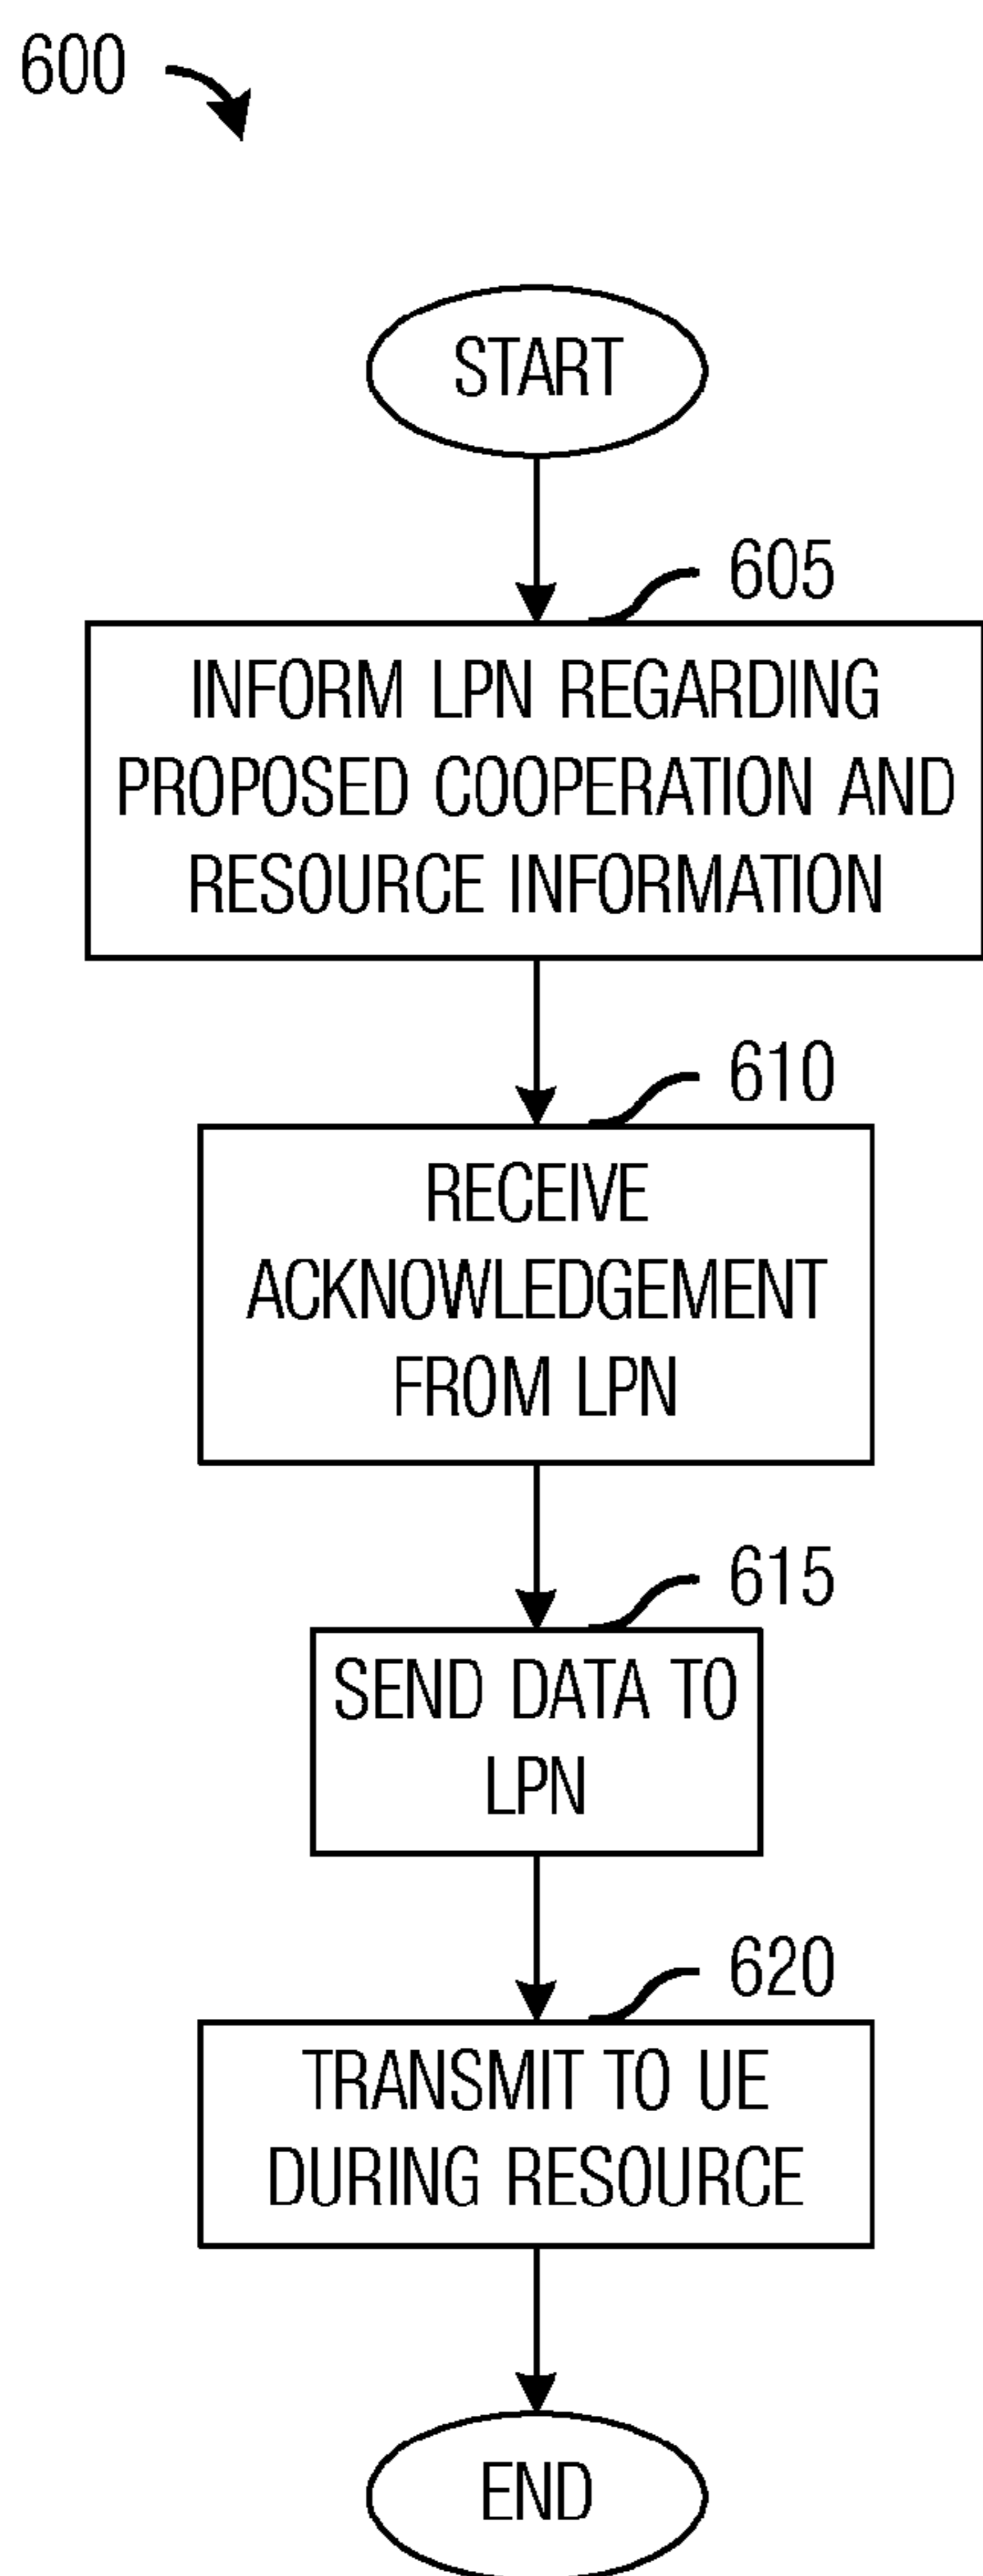 600
START
605
INFORM LPN REGARDING
PROPOSED COOPERATION AND
RESOURCE INFORMATION
610
RECEIVE
ACKNOWLEDGEMENT
FROM LPN
615
SEND DATA TO
LPN
620
TRANSMIT TO UE
DURING RESOURCE
END